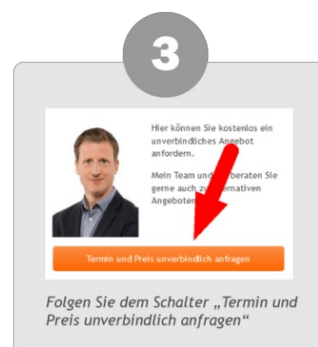 3
Hier können Sie kostenlos ein
unverbindliches Angebot
anfordern.
Mein Team und beraten Sie
gerne auch zu
Angeboten
Termin und Preis unverbindlich anfragen
Folgen Sie dem Schalter „Termin und
Preis unverbindlich anfragen“